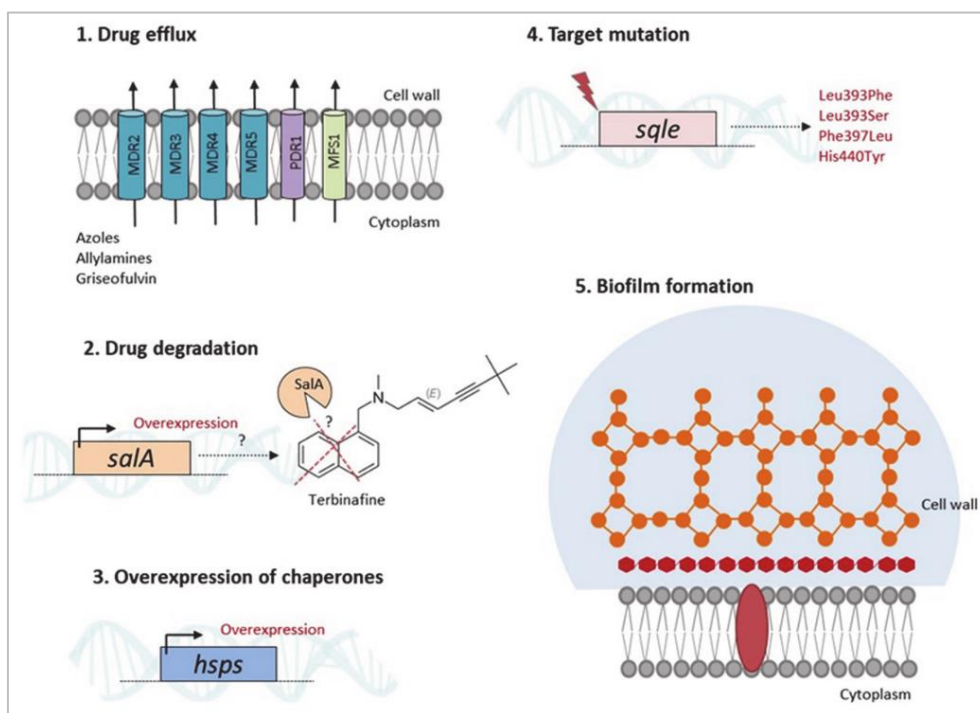 1. Drug efflux
Cell wall
MDR2
MDR3
MDR4
MDR5
PDR1
MFS1
Cytoplasm
Azoles
Allylamines
Griseofulvin
2. Drug degradation
Overexpression
salA
?
SalA
?
N
(E)
Terbinafine
3. Overexpression of chaperones
Overexpression
hsps
4. Target mutation
sqle
Leu393Phe
Leu393Ser
Phe397Leu
His440Tyr
5. Biofilm formation
Cell wall
Cytoplasm